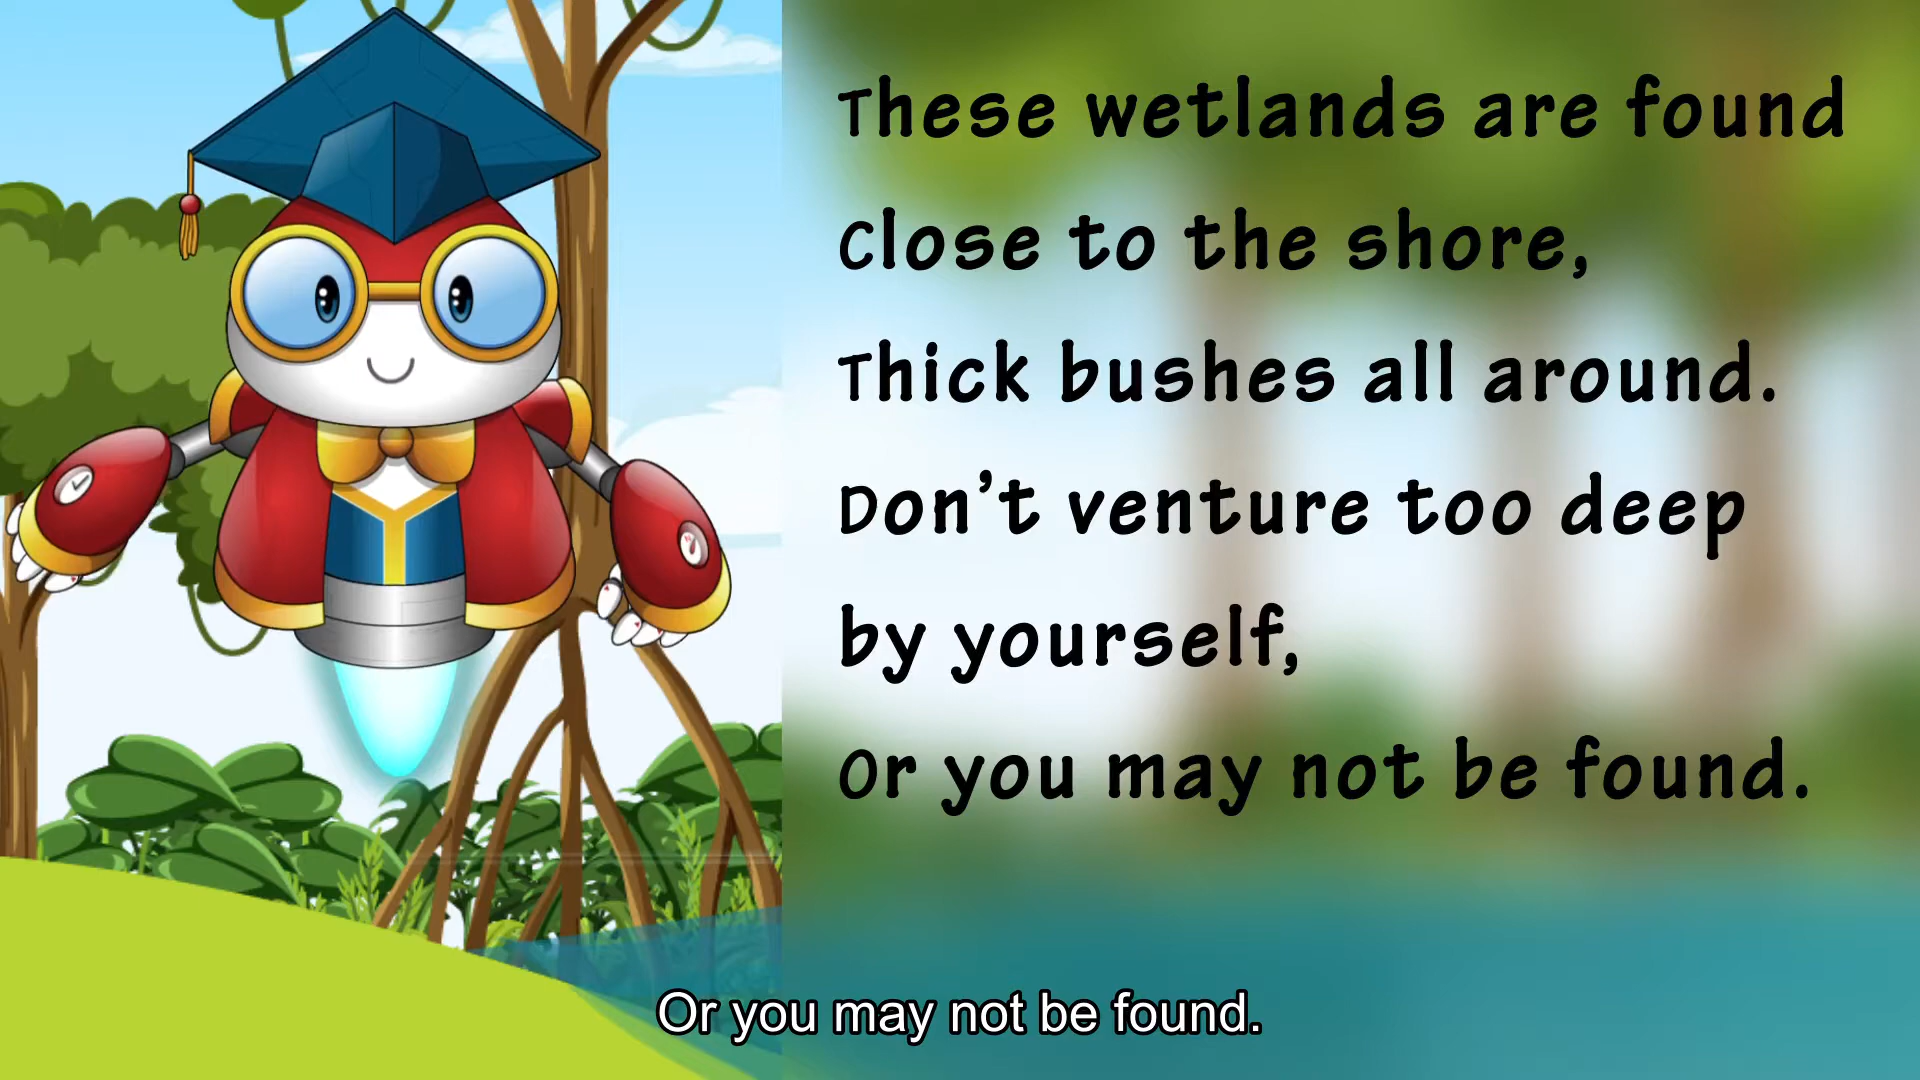 These wetlands are found
Close to the shore,
Thick bushes all around.
Don’t venture too deep
by yourself,
Or you may not be found.
Or you may not be found.